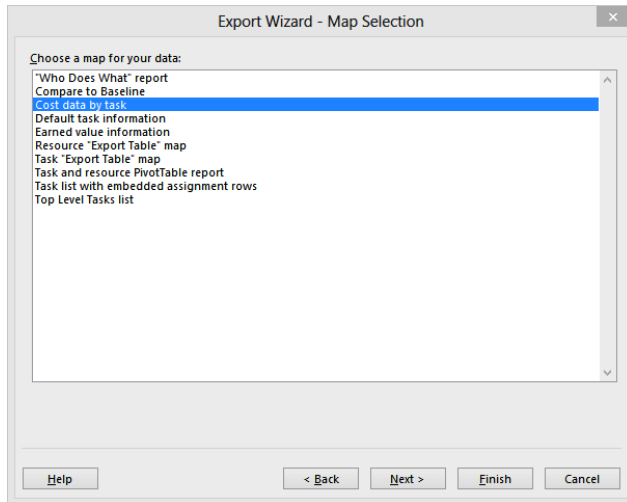 Export Wizard - Map Selection
Choose a map for your data:
"Who Does What" report
Compare to Baseline
Cost data by task
Default task information
Earned value information
Resource "Export Table" map
Task "Export Table" map
Task and resource PivotTable report
Task list with embedded assignment rows
Top Level Tasks list
Help
< Back
Next >
Finish
Cancel